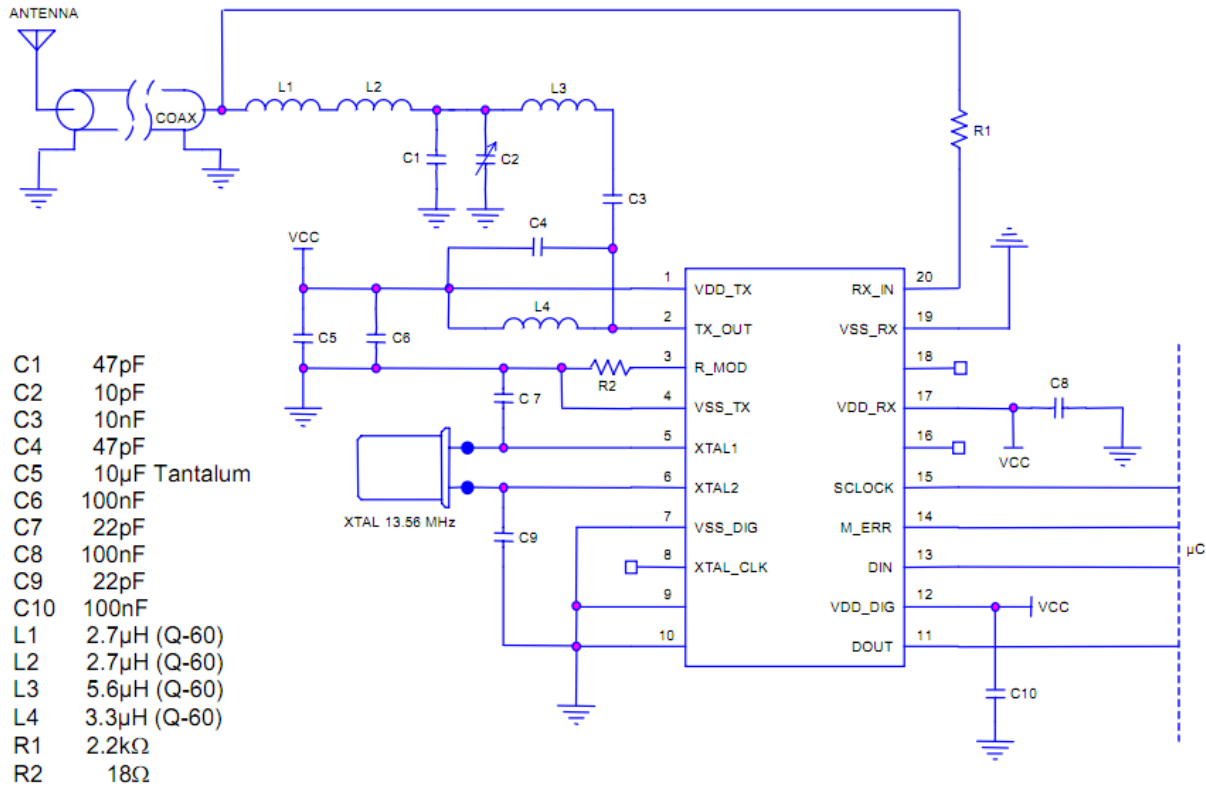 ANTENNA
COAX
L1
L2
L3
R1
C1
C2
C3
C4
VCC
L4
C5
C6
R2
C 7
C9
XTAL 13.56 MHz
1 VDD_TX
2 TX_OUT
3 R_MOD
4 VSS_TX
5 XTAL1
6 XTAL2
7 VSS_DIG
8 XTAL_CLK
9
10
RX_IN 20
VSS_RX 19
18
VDD_RX 17
16
SCLOCK 15
M_ERR 14
DIN 13
VDD_DIG 12
DOUT 11
C8
VCC
VCC
C10
µC
C1 47pF
C2 10pF
C3 10nF
C4 47pF
C5 10µF Tantalum
C6 100nF
C7 22pF
C8 100nF
C9 22pF
C10 100nF
L1 2.7µH (Q-60)
L2 2.7µH (Q-60)
L3 5.6µH (Q-60)
L4 3.3µH (Q-60)
R1 2.2kΩ
R2 18Ω